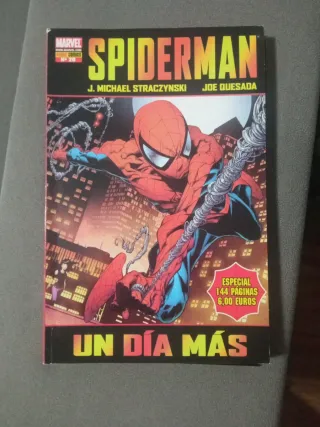 MARVEL
SPIDERMAN
J. MICHAEL STRACZYNSKI JOE QUESADA
ESPECIAL
144 PÁGINAS
6,00 EUROS
UN DÍA MÁS